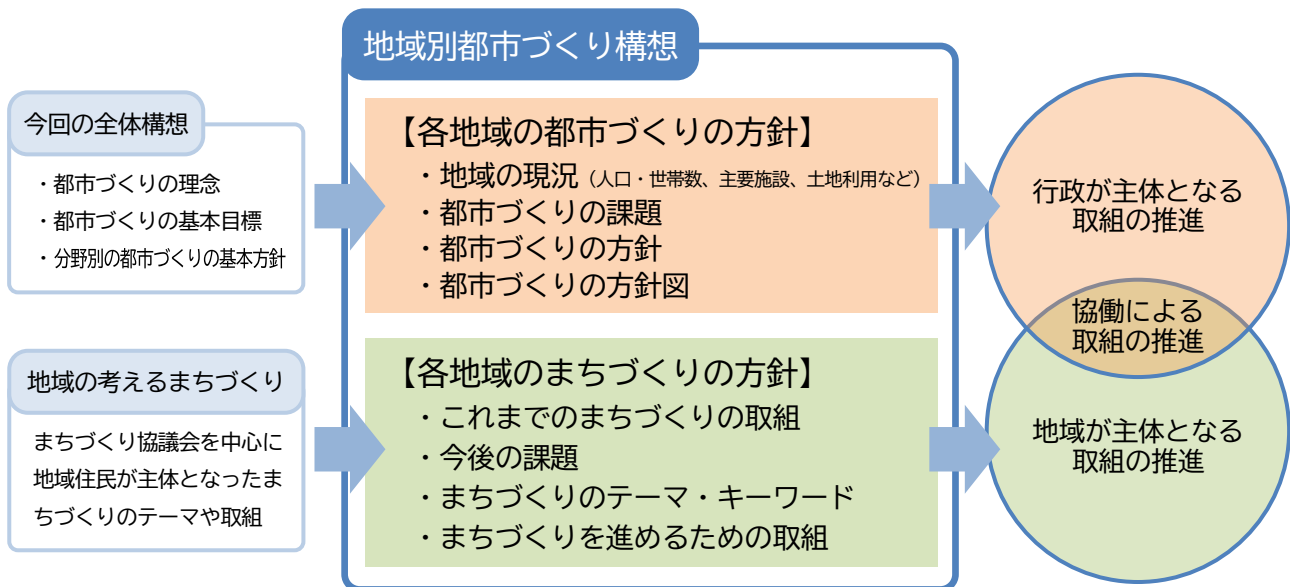 地域別都市づくり構想
今回の全体構想
・都市づくりの理念
・都市づくりの基本目標
・分野別の都市づくりの基本方針
地域の考えるまちづくり
まちづくり協議会を中心に
地域住民が主体となったま
ちづくりのテーマや取組
【各地域の都市づくりの方針】
・地域の現況（人口・世帯数、主要施設、土地利用など）
・都市づくりの課題
・都市づくりの方針
・都市づくりの方針図
【各地域のまちづくりの方針】
・これまでのまちづくりの取組
・今後の課題
・まちづくりのテーマ・キーワード
・まちづくりを進めるための取組
行政が主体となる
取組の推進
協働による
取組の推進
地域が主体となる
取組の推進